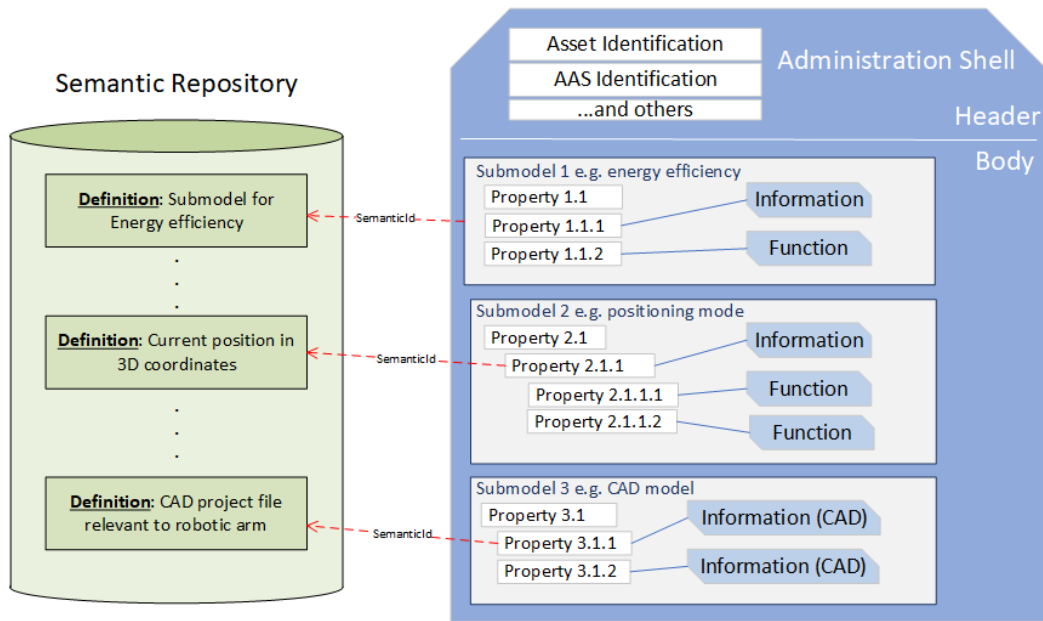 Semantic Repository
Definition: Submodel for
Energy efficiency
.
.
.
Definition: Current position in
3D coordinates
.
.
.
Definition: CAD project file
relevant to robotic arm
SemanticId
SemanticId
SemanticId
Asset Identification
AAS Identification
...and others
Administration Shell
Header
Body
Submodel 1 e.g. energy efficiency
Property 1.1
Property 1.1.1
Property 1.1.2
Information
Function
Submodel 2 e.g. positioning mode
Property 2.1
Property 2.1.1
Property 2.1.1.1
Property 2.1.1.2
Information
Function
Function
Submodel 3 e.g. CAD model
Property 3.1
Property 3.1.1
Property 3.1.2
Information (CAD)
Information (CAD)